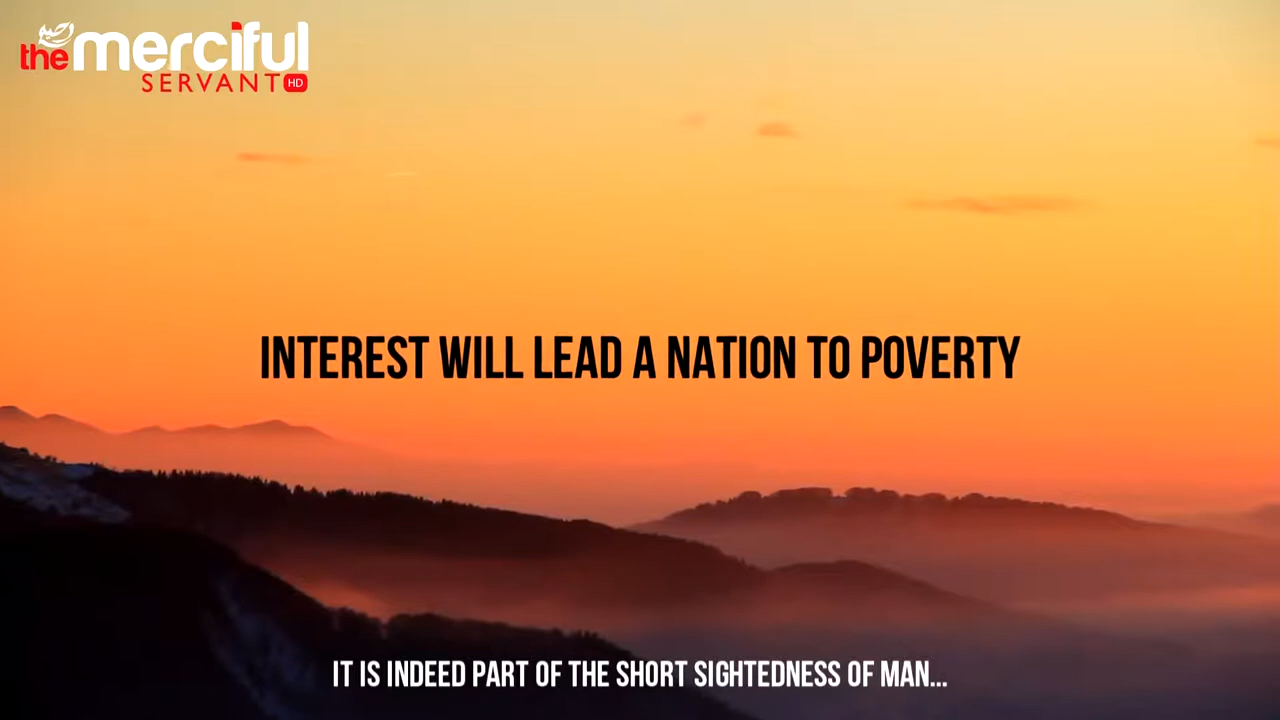 the merciful
SERVANT HD
INTEREST WILL LEAD A NATION TO POVERTY
IT IS INDEED PART OF THE SHORT SIGHTEDNESS OF MAN...